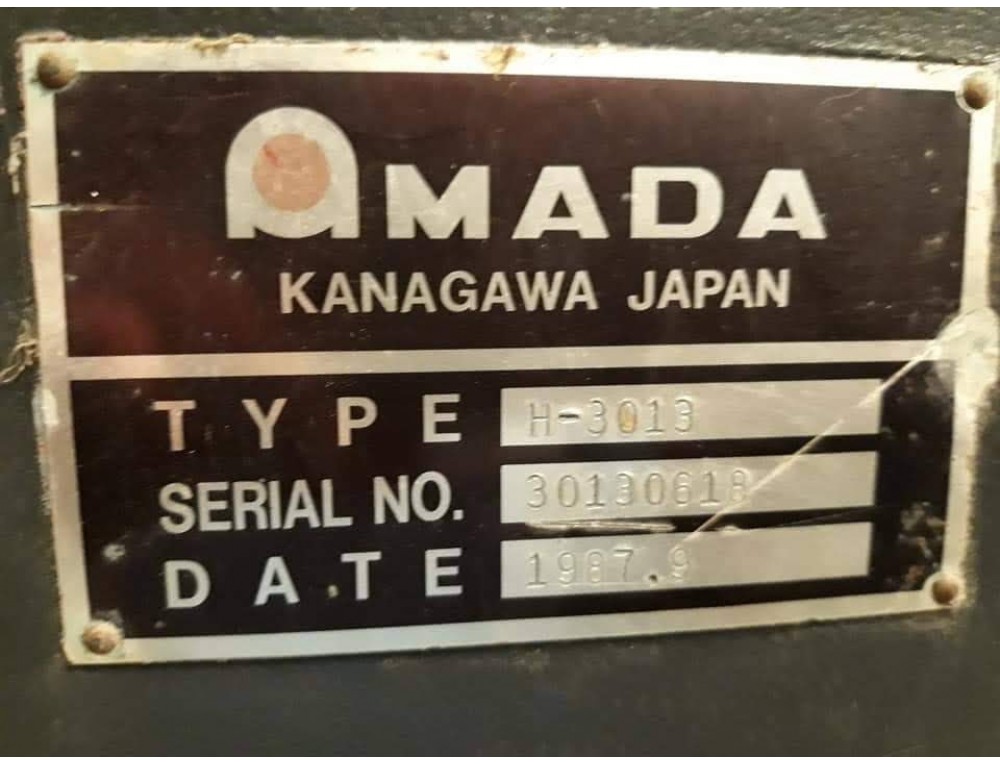 AMADA
KANAGAWA JAPAN
TYPE H-3013
SERIAL NO. 30130618
DATE 1987.9